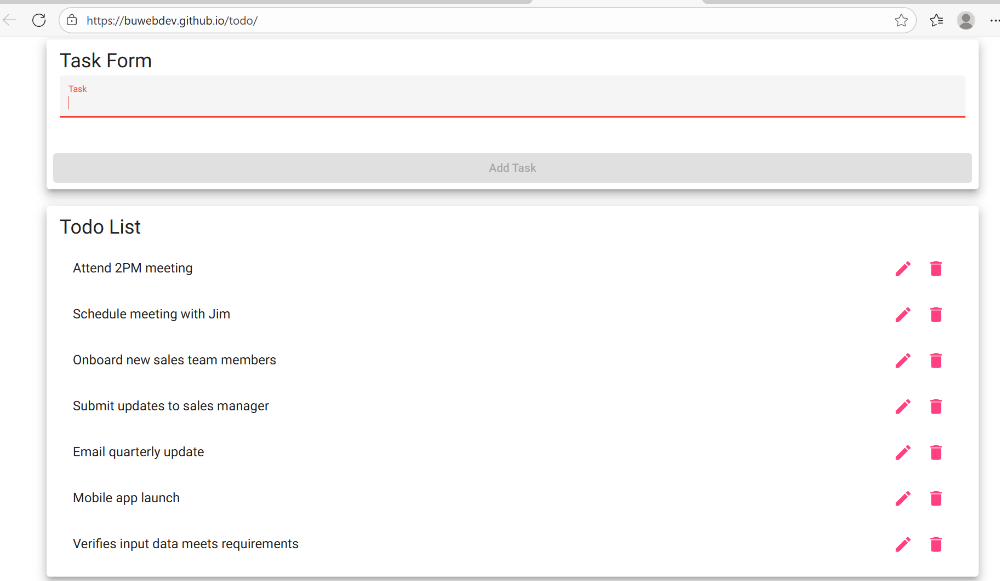 https://buwebdev.github.io/todo/
Task Form
Task
Add Task
Todo List
Attend 2PM meeting
Schedule meeting with Jim
Onboard new sales team members
Submit updates to sales manager
Email quarterly update
Mobile app launch
Verifies input data meets requirements